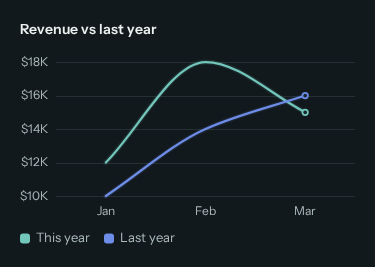 Revenue vs last year
$18K
$16K
$14K
$12K
$10K
Jan Feb Mar
This year Last year